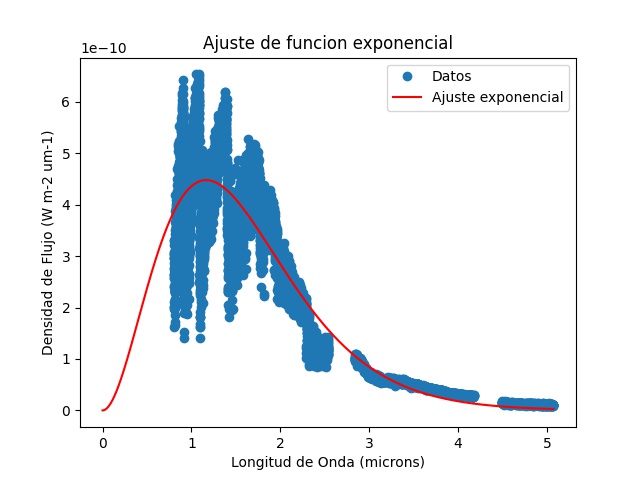 Ajuste de funcion exponencial
1e−10
Datos
Ajuste exponencial
6
5
4
3
2
1
0
Densidad de Flujo (W m-2 um-1)
0 1 2 3 4 5
Longitud de Onda (microns)